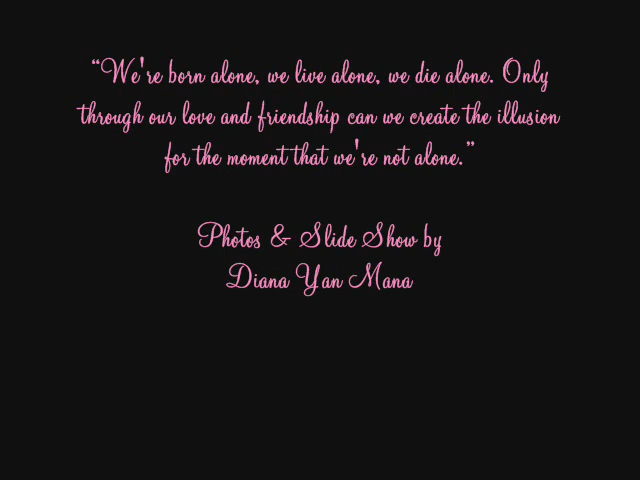 “We're born alone, we live alone, we die alone. Only
through our love and friendship can we create the illusion
for the moment that we're not alone.”
Photos & Slide Show by
Diana Yan Mana